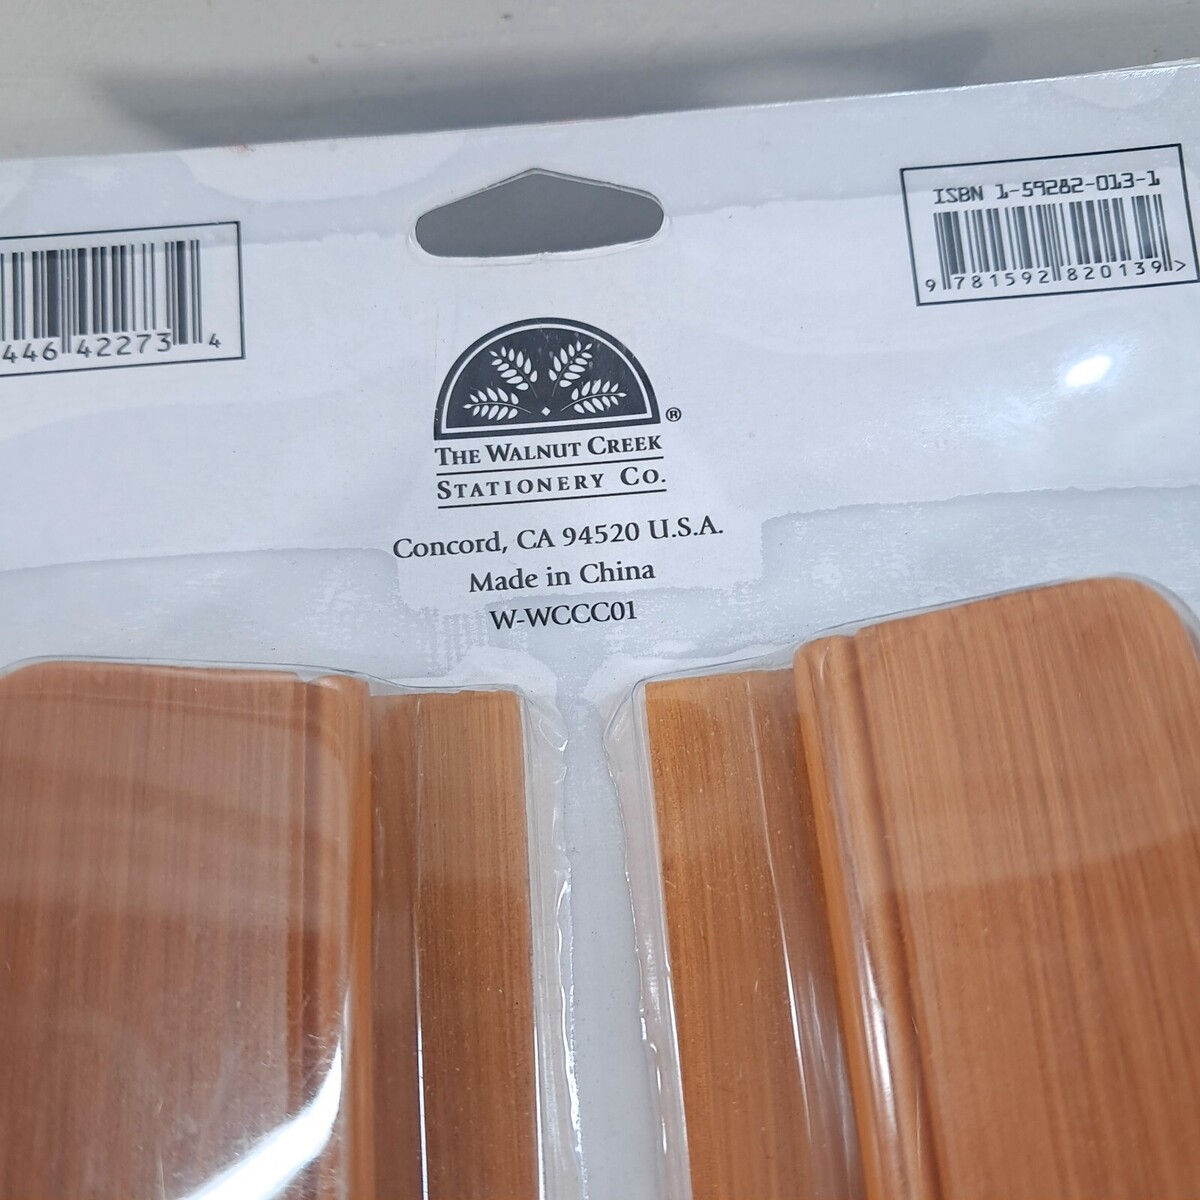 ISBN 1-59282-013-1
9 781592 820139 >
446 42273 4
®
THE WALNUT CREEK
STATIONERY CO.
Concord, CA 94520 U.S.A.
Made in China
W-WCCC01